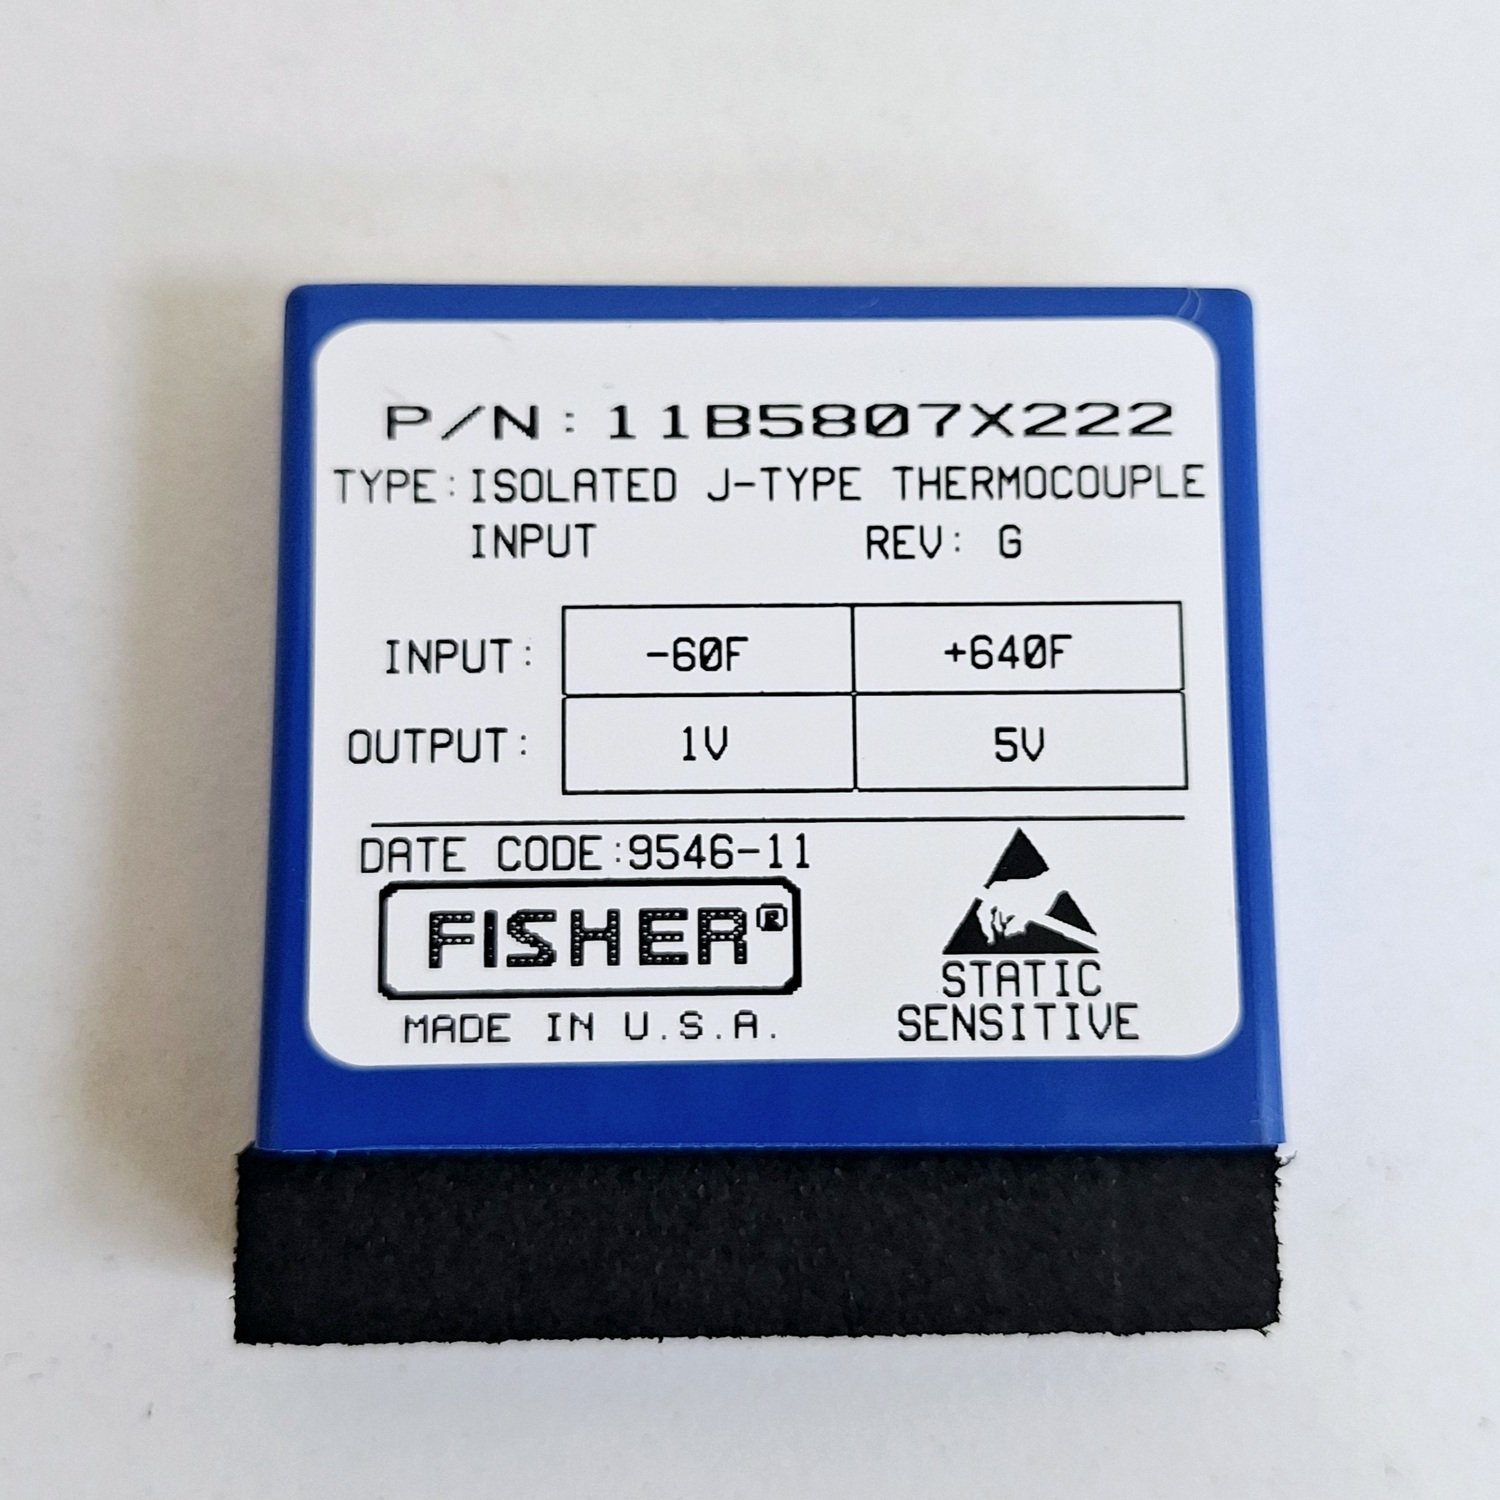 P/N:11B5807X222
TYPE:ISOLATED J-TYPE THERMOCOUPLE
INPUT REV: G
INPUT: -60F +640F
OUTPUT: 1V 5V
DATE CODE:9546-11
FISHER®
MADE IN U.S.A.
STATIC
SENSITIVE